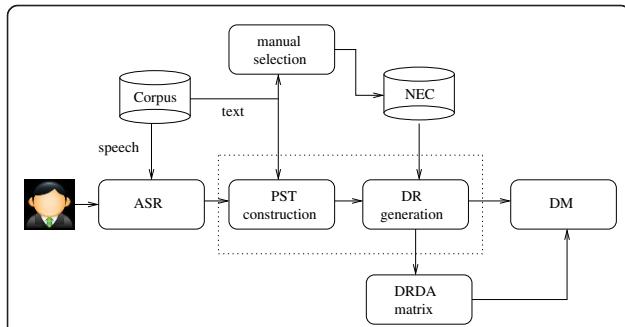 manual
selection
Corpus
NEC
text
speech
ASR
PST
construction
DR
generation
DM
DRDA
matrix